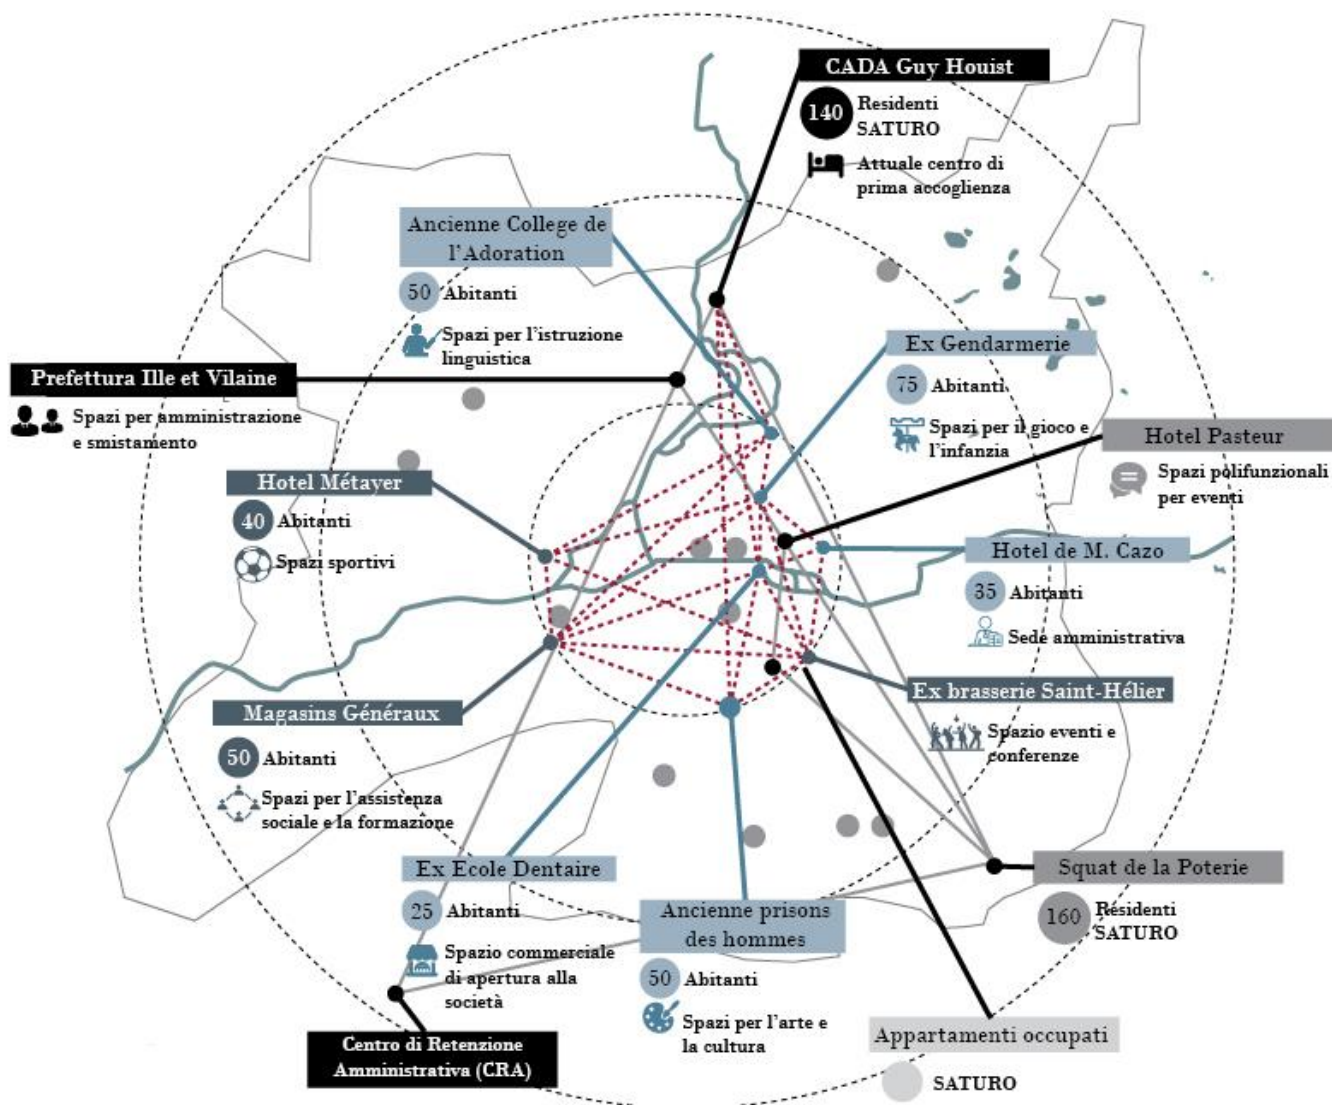 CADA Guy Houist
140
Residenti
SATURO
Attuale centro di
prima accoglienza
Ancienne College de
l'Adoration
50
Abitanti
Spazi per l'istruzione
linguistica
Ex Gendarmerie
75
Abitanti
Spazi per il gioco e
l'infanzia
Prefettura Ille et Vilaine
Spazi per amministrazione
e smistamento
Hotel Pasteur
Spazi polifunzionali
per eventi
Hotel Métayer
40
Abitanti
Spazi sportivi
Hotel de M. Cazo
35
Abitanti
Sede amministrativa
Ex brasserie Saint-Hélier
Spazio eventi e
conferenze
Magasins Généraux
50
Abitanti
Spazi per l'assistenza
sociale e la formazione
Ex Ecole Dentaire
25
Abitanti
Spazio commerciale
di apertura alla
società
Ancienne prisons
des hommes
50
Abitanti
Spazi per l'arte e
la cultura
Squat de la Poterie
160
Residenti
SATURO
Centro di Retenzione
Amministrativa (CRA)
Appartamenti occupati
SATURO